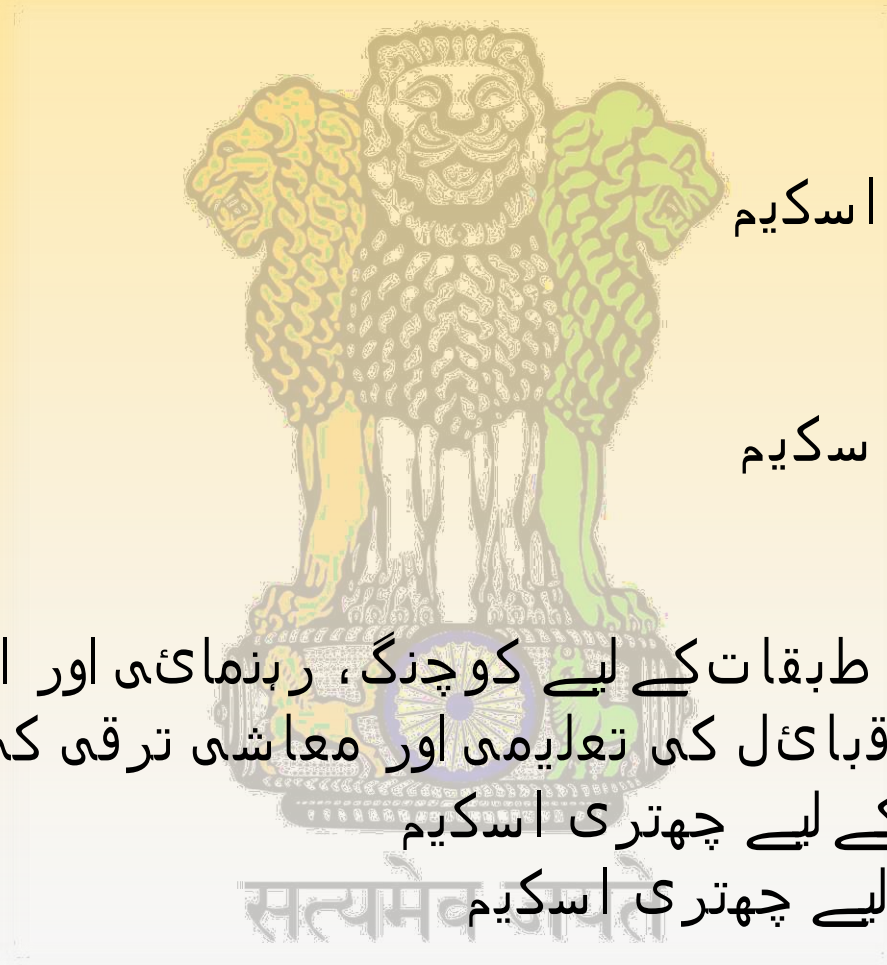 اسکیم
سکیم
طبقات کے لیے کوچنگ، رہنمائی اور ا
قبائل کی تعلیمی اور معاشی ترقی کی
کے لیے چھتری اسکیم
لیے چھتری اسکیم
सत्यमेव जयते